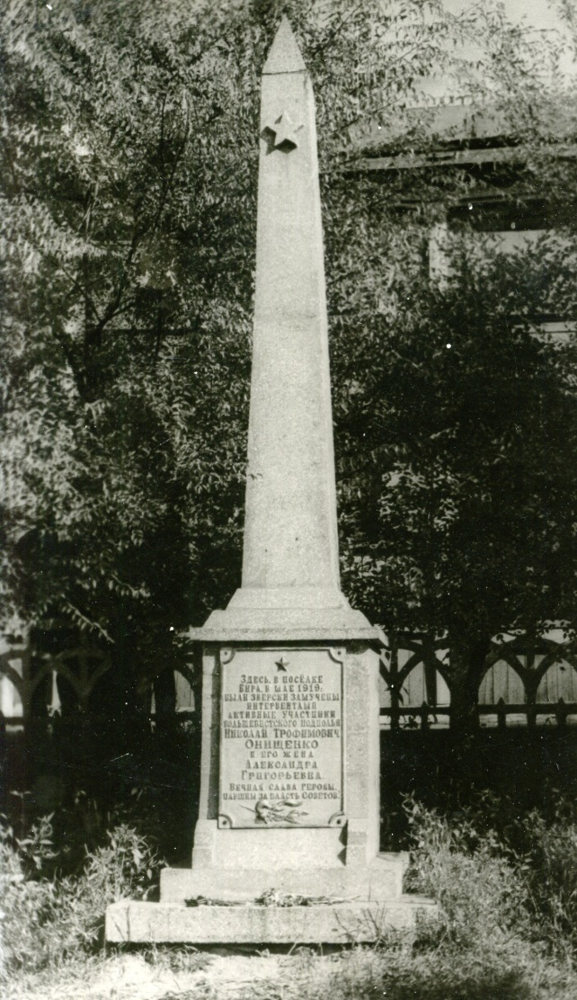 Здесь, в посёлке
Бира, в мае 1919 г.
были зверски замучены
интервентами
активные участники
большевистского подполья
Николай Трофимович
Онищенко
и его жена
Александра
Григорьевна.
Вечная слава героям,
павшим за власть Советов.